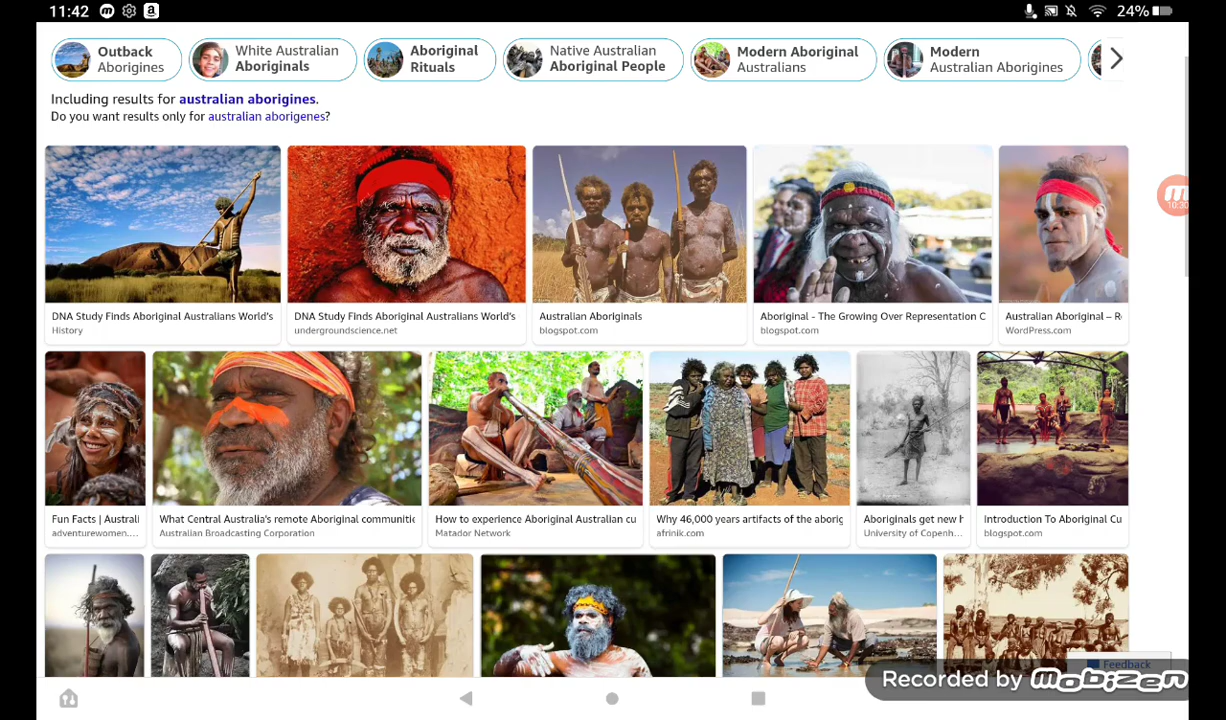 11:42
24%
Outback
Aborigines
White Australian
Aboriginals
Aboriginal
Rituals
Native Australian
Aboriginal People
Modern Aboriginal
Australians
Modern
Australian Aborigines
Including results for australian aborigines.
Do you want results only for australian aborigenes?
10:30
DNA Study Finds Aboriginal Australians World's
History
DNA Study Finds Aboriginal Australians World's
undergroundscience.net
Australian Aboriginals
blogspot.com
Aboriginal - The Growing Over Representation C
blogspot.com
Australian Aboriginal – R
WordPress.com
Fun Facts | Australi
adventurewomen....
What Central Australia's remote Aboriginal communitie
Australian Broadcasting Corporation
How to experience Aboriginal Australian cu
Matador Network
Why 46,000 years artifacts of the aborig
afrinik.com
Aboriginals get new h
University of Copenh...
Introduction To Aboriginal Cu
blogspot.com
Feedback
Recorded by mobizen